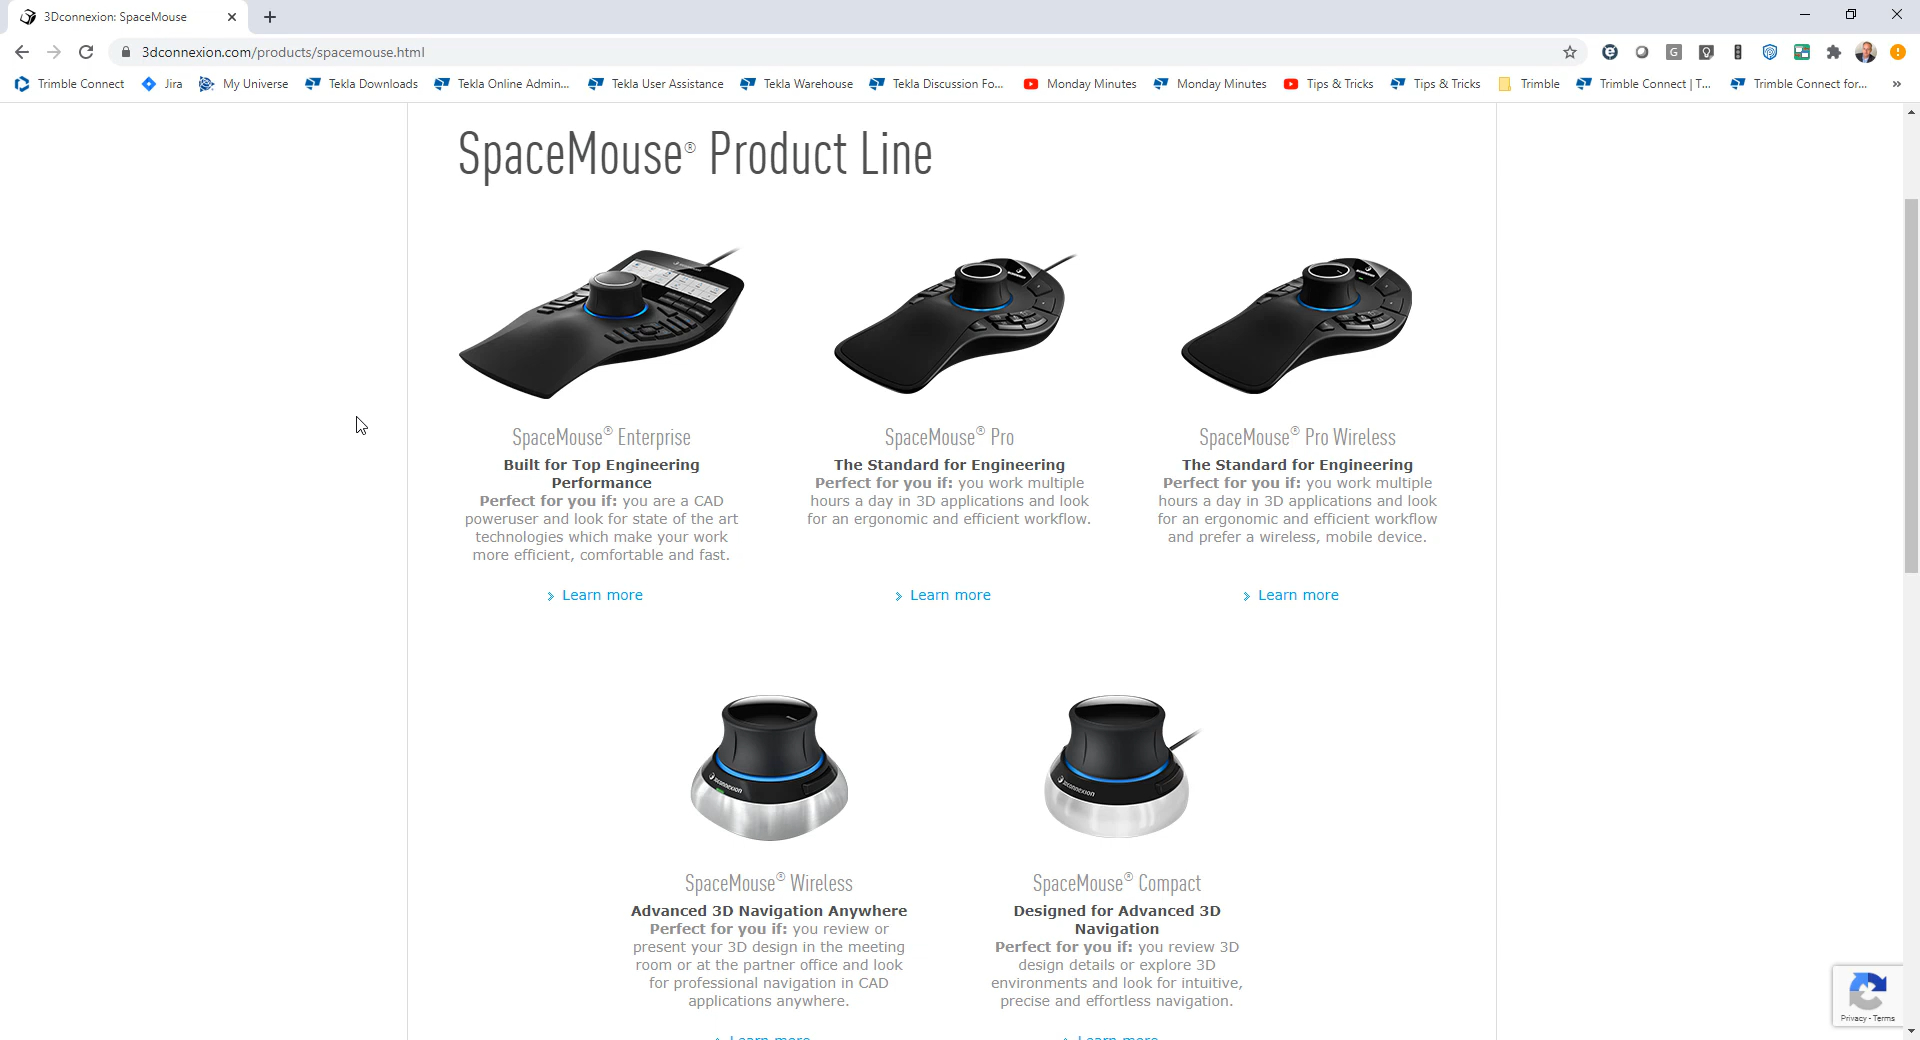 3Dconnexion: SpaceMouse
3dconnexion.com/products/spacemouse.html
Trimble Connect Jira My Universe Tekla Downloads Tekla Online Admin... Tekla User Assistance Tekla Warehouse Tekla Discussion Fo... Monday Minutes Monday Minutes Tips & Tricks Tips & Tricks Trimble Trimble Connect | T... Trimble Connect for... »
SpaceMouse® Product Line
SpaceMouse® Enterprise
Built for Top Engineering
Performance
Perfect for you if: you are a CAD
poweruser and look for state of the art
technologies which make your work
more efficient, comfortable and fast.
Learn more
SpaceMouse® Pro
The Standard for Engineering
Perfect for you if: you work multiple
hours a day in 3D applications and look
for an ergonomic and efficient workflow.
Learn more
SpaceMouse® Pro Wireless
The Standard for Engineering
Perfect for you if: you work multiple
hours a day in 3D applications and look
for an ergonomic and efficient workflow
and prefer a wireless, mobile device.
Learn more
3Dconnexion
SpaceMouse® Wireless
Advanced 3D Navigation Anywhere
Perfect for you if: you review or
present your 3D design in the meeting
room or at the partner office and look
for professional navigation in CAD
applications anywhere.
Learn more
3Dconnexion
SpaceMouse® Compact
Designed for Advanced 3D
Navigation
Perfect for you if: you review 3D
design details or explore 3D
environments and look for intuitive,
precise and effortless navigation.
Learn more
Privacy - Terms